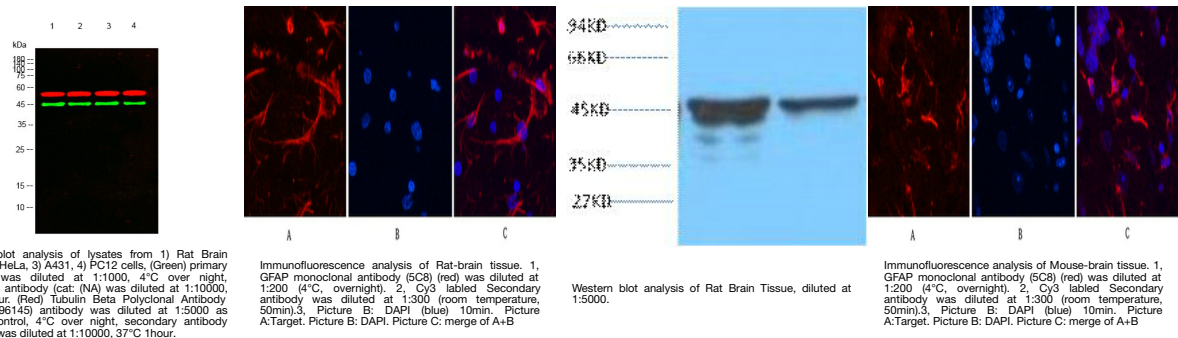 1 2 3 4
kDa
180
130
100
75
60
45
35
25
15
10
blot analysis of lysates from 1) Rat Brain
HeLa, 3) A431, 4) PC12 cells, (Green) primary
was diluted at 1:1000, 4°C over night,
antibody (cat: (NA) was diluted at 1:10000,
(Red) Tubulin Beta Polyclonal Antibody
96145) antibody was diluted at 1:5000 as
control, 4°C over night, secondary antibody
was diluted at 1:10000, 37°C 1hour.
A B C
Immunofluorescence analysis of Rat-brain tissue. 1,
GFAP monoclonal antibody (5C8) (red) was diluted at
1:200 (4°C, overnight). 2, Cy3 labled Secondary
antibody was diluted at 1:300 (room temperature,
50min).3, Picture B: DAPI (blue) 10min. Picture
A:Target. Picture B: DAPI. Picture C: merge of A+B
94KD
66KD
45KD
35KD
27KD
Western blot analysis of Rat Brain Tissue, diluted at
1:5000.
A B C
Immunofluorescence analysis of Mouse-brain tissue. 1,
GFAP monoclonal antibody (5C8) (red) was diluted at
1:200 (4°C, overnight). 2, Cy3 labled Secondary
antibody was diluted at 1:300 (room temperature,
50min).3, Picture B: DAPI (blue) 10min. Picture
A:Target. Picture B: DAPI. Picture C: merge of A+B